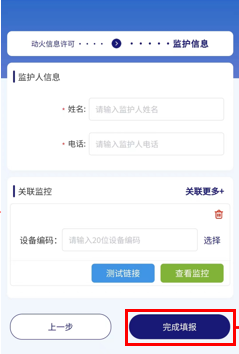 动火信息许可 · · · · · · · · · 监护信息
监护人信息
• 姓名: 请输入监护人姓名
• 电话: 请输入监护人电话
关联监控 关联更多+
设备编码: 请输入20位设备编码 选择
测试链接 查看监控
上一步 完成填报